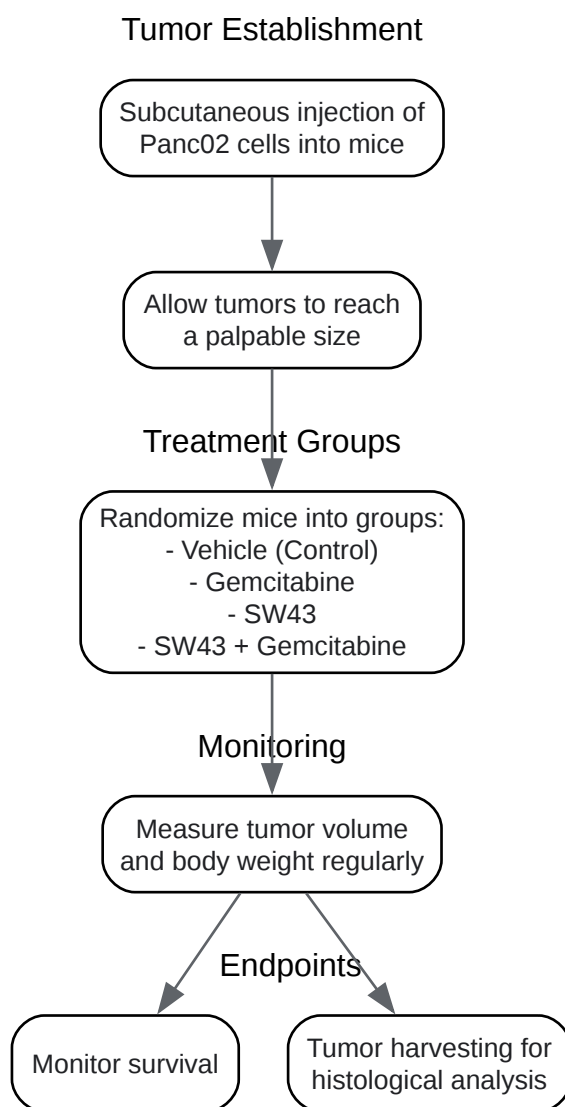 Tumor Establishment
Subcutaneous injection of
Panc02 cells into mice
Allow tumors to reach
a palpable size
Treatment Groups
Randomize mice into groups:
- Vehicle (Control)
- Gemcitabine
- SW43
- SW43 + Gemcitabine
Monitoring
Measure tumor volume
and body weight regularly
Endpoints
Monitor survival
Tumor harvesting for
histological analysis